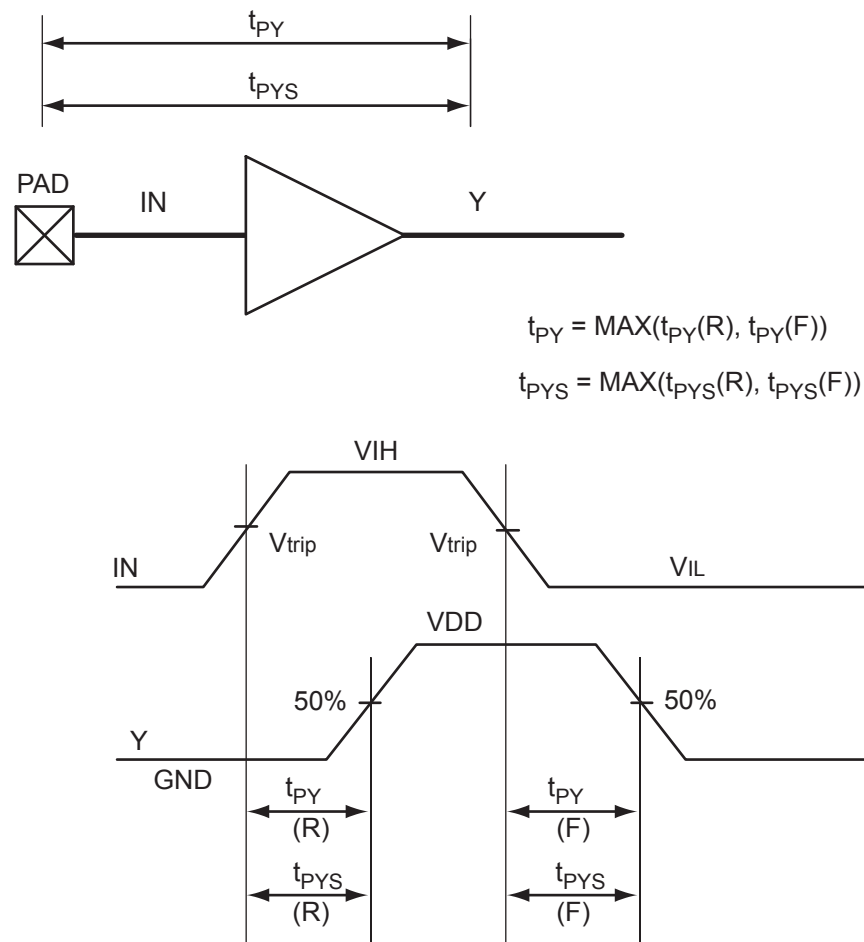 tPY
tPYS
PAD
IN
Y
tPY = MAX(tPY(R), tPY(F))
tPYS = MAX(tPYS(R), tPYS(F))
VIH
Vtrip
Vtrip
IN
VIL
VDD
50%
50%
Y
GND
tPY
(R)
tPY
(F)
tPYS
(R)
tPYS
(F)